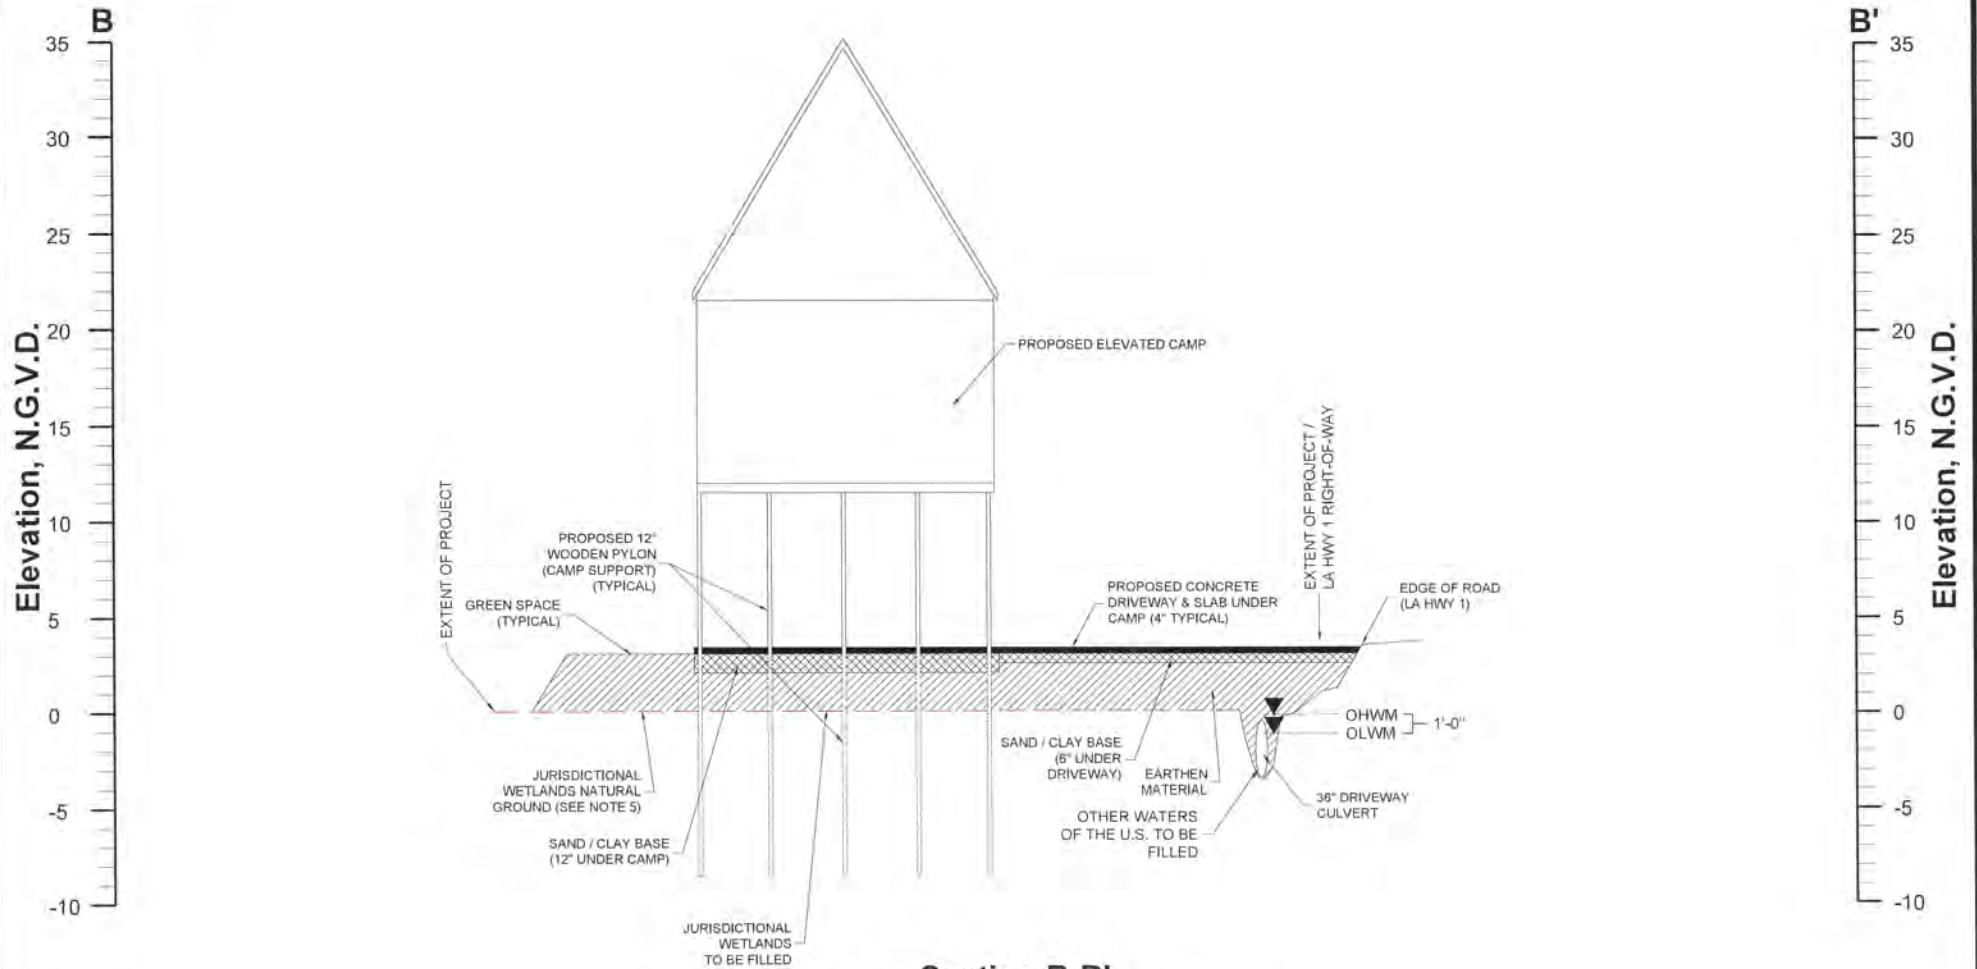 B
B'
35
30
25
20
15
10
5
0
-5
-10
Elevation, N.G.V.D.
EXTENT OF PROJECT
GREEN SPACE
(TYPICAL)
PROPOSED 12"
WOODEN PYLON
(CAMP SUPPORT)
(TYPICAL)
PROPOSED ELEVATED CAMP
PROPOSED CONCRETE
DRIVEWAY & SLAB UNDER
CAMP (4" TYPICAL)
EXTENT OF PROJECT /
LA HWY 1 RIGHT-OF-WAY
EDGE OF ROAD
(LA HWY 1)
JURISDICTIONAL
WETLANDS NATURAL
GROUND (SEE NOTE 5)
SAND / CLAY BASE
(12" UNDER CAMP)
JURISDICTIONAL
WETLANDS
TO BE FILLED
SAND / CLAY BASE
(6" UNDER
DRIVEWAY)
EARTHEN
MATERIAL
OTHER WATERS
OF THE U.S. TO BE
FILLED
36" DRIVEWAY
CULVERT
OHWM
OLWM
1'-0"
35
30
25
20
15
10
5
0
-5
-10
Elevation, N.G.V.D.